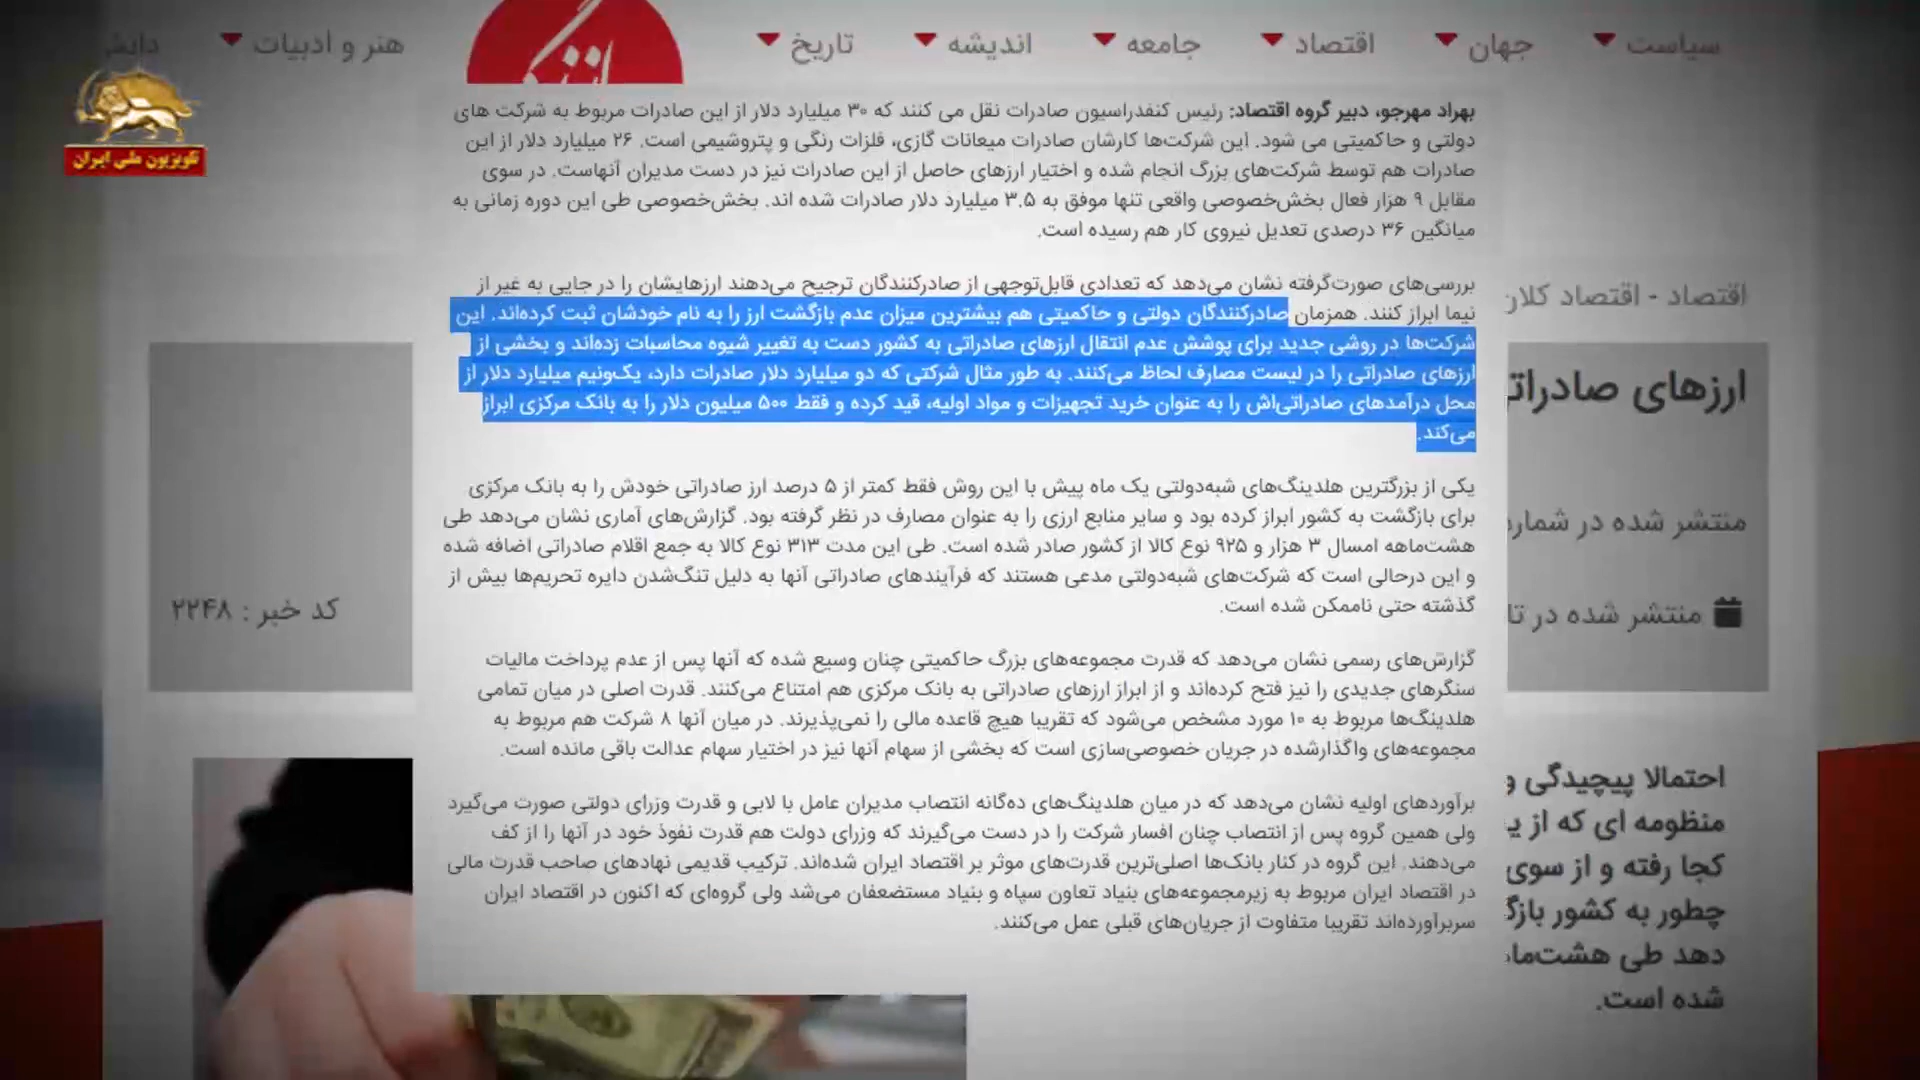 سیاست
جهان
اقتصاد
جامعه
اندیشه
تاریخ
هنر و ادبیات
تلویزیون ملی ایران
بهراد مهرجو، دبیر گروه اقتصاد: رئیس کنفدراسیون صادرات نقل می کنند که ۳۰ میلیارد دلار از این صادرات مربوط به شرکت های
دولتی و حاکمیتی می شود. این شرکت‌ها کارشان صادرات میعانات گازی، فلزات رنگی و پتروشیمی است. ۲۶ میلیارد دلار از این
صادرات هم توسط شرکت‌های بزرگ انجام شده و اختیار ارزهای حاصل از این صادرات نیز در دست مدیران آنهاست. در سوی
مقابل ۹ هزار فعال بخش‌خصوصی واقعی تنها موفق به ۳.۵ میلیارد دلار صادرات شده اند. بخش‌خصوصی طی این دوره زمانی به
میانگین ۳۶ درصدی تعدیل نیروی کار هم رسیده است.
بررسی‌های صورت‌گرفته نشان می‌دهد که تعدادی قابل‌توجهی از صادرکنندگان ترجیح می‌دهند ارزهایشان را در جایی به غیر از
نیما ابراز کنند. همزمان صادرکنندگان دولتی و حاکمیتی هم بیشترین میزان عدم بازگشت ارز را به نام خودشان ثبت کرده‌اند. این
شرکت‌ها در روشی جدید برای پوشش عدم انتقال ارزهای صادراتی به کشور دست به تغییر شیوه محاسبات زده‌اند و بخشی از
ارزهای صادراتی را در لیست مصارف لحاظ می‌کنند. به طور مثال شرکتی که دو میلیارد دلار صادرات دارد، یک‌ونیم میلیارد دلار از
محل درآمدهای صادراتی‌اش را به عنوان خرید تجهیزات و مواد اولیه، قید کرده و فقط ۵۰۰ میلیون دلار را به بانک مرکزی ابراز
می‌کند.
یکی از بزرگترین هلدینگ‌های شبه‌دولتی یک ماه پیش با این روش فقط کمتر از ۵ درصد ارز صادراتی خودش را به بانک مرکزی
برای بازگشت به کشور ابراز کرده بود و سایر منابع ارزی را به عنوان مصارف در نظر گرفته بود. گزارش‌های آماری نشان می‌دهد طی
هشت‌ماهه امسال ۳ هزار و ۹۲۵ نوع کالا از کشور صادر شده است. طی این مدت ۳۱۳ نوع کالا به جمع اقلام صادراتی اضافه شده
و این درحالی است که شرکت‌های شبه‌دولتی مدعی هستند که فرآیندهای صادراتی آنها به دلیل تنگ‌شدن دایره تحریم‌ها بیش از
گذشته حتی ناممکن شده است.
گزارش‌های رسمی نشان می‌دهد که قدرت مجموعه‌های بزرگ حاکمیتی چنان وسیع شده که آنها پس از عدم پرداخت مالیات
سنگرهای جدیدی را نیز فتح کرده‌اند و از ابراز ارزهای صادراتی به بانک مرکزی هم امتناع می‌کنند. قدرت اصلی در میان تمامی
هلدینگ‌ها مربوط به ۱۰ مورد مشخص می‌شود که تقریبا هیچ قاعده مالی را نمی‌پذیرند. در میان آنها ۸ شرکت هم مربوط به
مجموعه‌های واگذارشده در جریان خصوصی‌سازی است که بخشی از سهام آنها نیز در اختیار سهام عدالت باقی مانده است.
برآوردهای اولیه نشان می‌دهد که در میان هلدینگ‌های ده‌گانه انتصاب مدیران عامل با لابی و قدرت وزرای دولتی صورت می‌گیرد
ولی همین گروه پس از انتصاب چنان افسار شرکت را در دست می‌گیرند که وزرای دولت هم قدرت نفوذ خود در آنها را از کف
می‌دهند. این گروه در کنار بانک‌ها اصلی‌ترین قدرت‌های موثر بر اقتصاد ایران شده‌اند. ترکیب قدیمی نهادهای صاحب قدرت مالی
در اقتصاد ایران مربوط به زیرمجموعه‌های بنیاد تعاون سپاه و بنیاد مستضعفان می‌شد ولی گروه‌ای که اکنون در اقتصاد ایران
سربرآورده‌اند تقریبا متفاوت از جریان‌های قبلی عمل می‌کنند.
اقتصاد - اقتصاد کلان
ارزهای صادرات
منتشر شده در
منتشر شده در
کد خبر : ۲۲۴۸
احتمالا پیچیدگی و
منظومه ای که از
کجا رفته و از سوی
چطور به کشور
دهد طی
شده است.